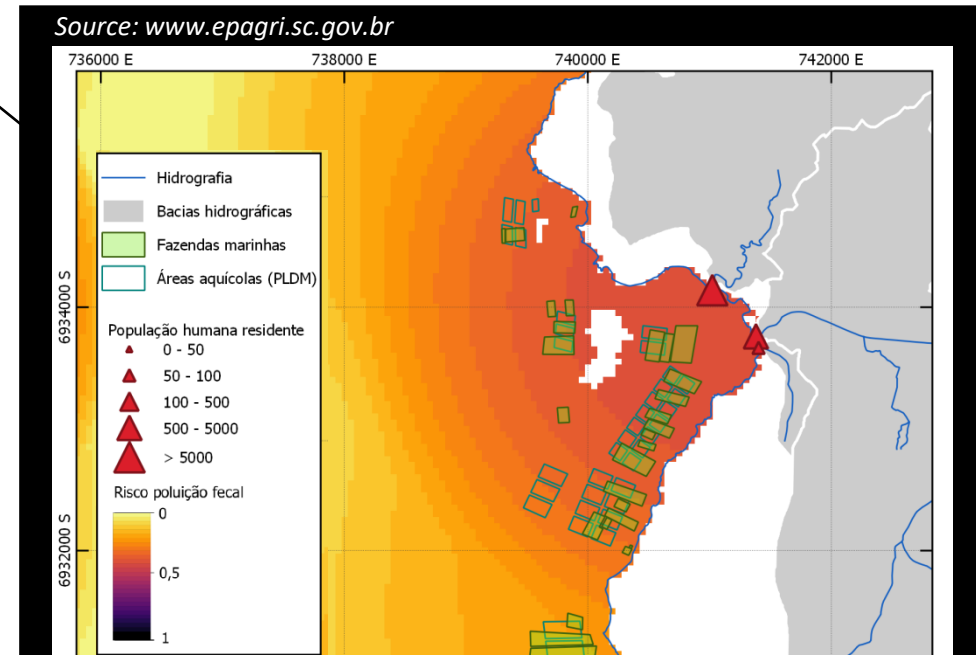 Source: www.epagri.sc.gov.br
736000 E 738000 E 740000 E 742000 E
Hidrografia
Bacias hidrográficas
Fazendas marinhas
Áreas aquícolas (PLDM)
6934000 S
População humana residente
0 - 50
50 - 100
100 - 500
500 - 5000
> 5000
Risco poluição fecal
0
6932000 S
0,5
1